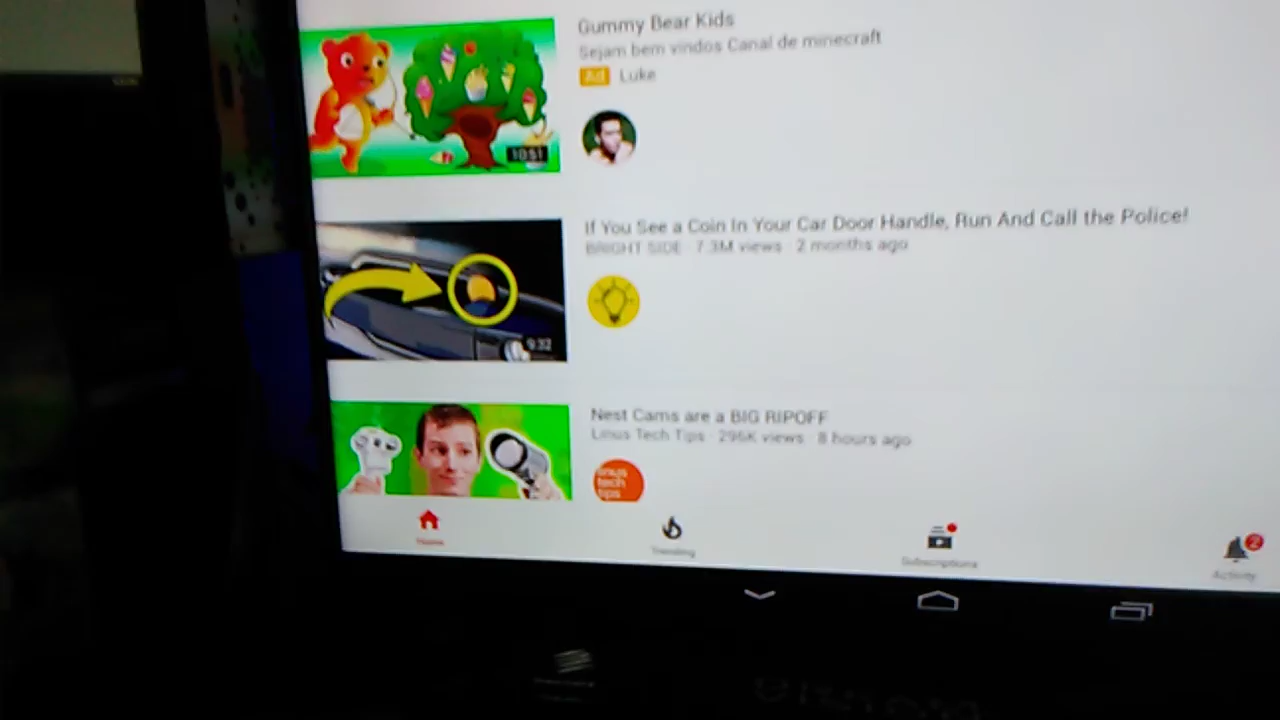 Gummy Bear Kids
Sejam bem vindos Canal de minecraft
Ad Luke
10:51
If You See a Coin In Your Car Door Handle, Run And Call the Police!
BRIGHT SIDE · 7.3M views · 2 months ago
9:32
Nest Cams are a BIG RIPOFF
Linus Tech Tips · 296K views · 8 hours ago
linus
tech
tips
Home
Trending
Subscriptions
2
Activity